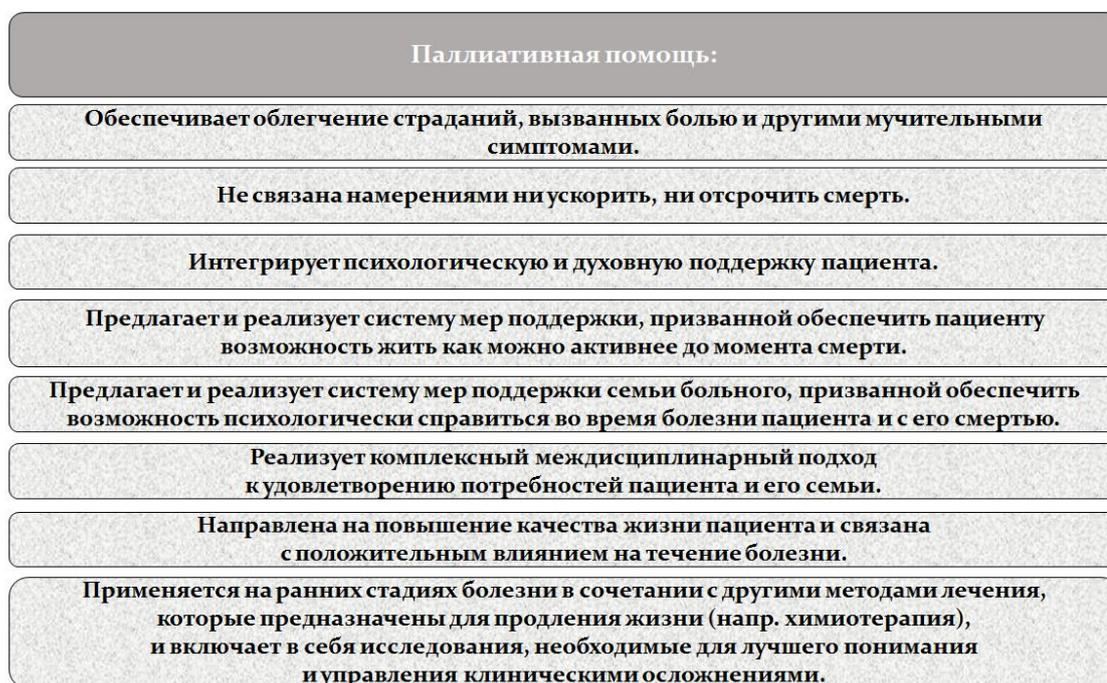 Паллиативная помощь:
Обеспечивает облегчение страданий, вызванных болью и другими мучительными
симптомами.
Не связана намерениями ни ускорить, ни отсрочить смерть.
Интегрирует психологическую и духовную поддержку пациента.
Предлагает и реализует систему мер поддержки, призванной обеспечить пациенту
возможность жить как можно активнее до момента смерти.
Предлагает и реализует систему мер поддержки семьи больного, призванной обеспечить
возможность психологически справиться во время болезни пациента и с его смертью.
Реализует комплексный междисциплинарный подход
к удовлетворению потребностей пациента и его семьи.
Направлена на повышение качества жизни пациента и связана
с положительным влиянием на течение болезни.
Применяется на ранних стадиях болезни в сочетании с другими методами лечения,
которые предназначены для продления жизни (напр. химиотерапия),
и включает в себя исследования, необходимые для лучшего понимания
и управления клиническими осложнениями.